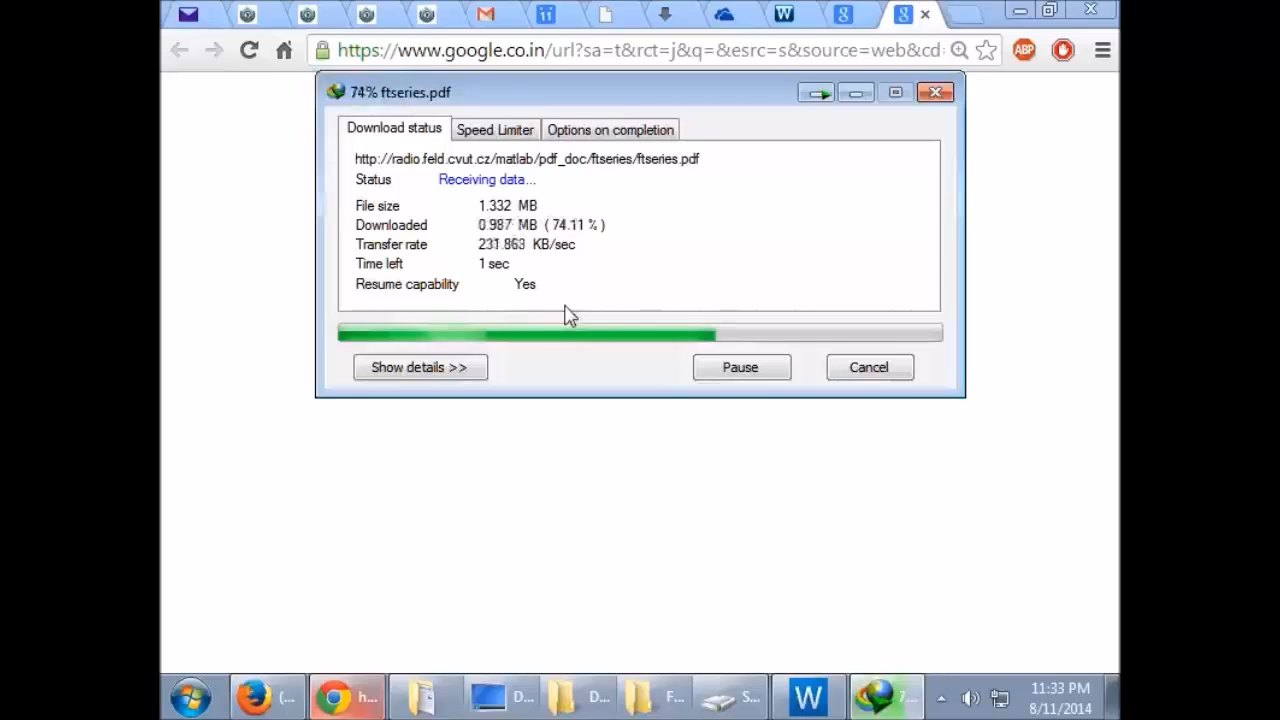 https://www.google.co.in/url?sa=t&rct=j&q=&esrc=s&source=web&cd=
ABP
74% ftseries.pdf
Download status
Speed Limiter
Options on completion
http://radio.feld.cvut.cz/matlab/pdf_doc/ftseries/ftseries.pdf
Status Receiving data...
File size 1.332 MB
Downloaded 0.987 MB ( 74.11 % )
Transfer rate 231.863 KB/sec
Time left 1 sec
Resume capability Yes
Show details >>
Pause
Cancel
(...
h...
D...
D...
F...
S...
W
7...
11:33 PM
8/11/2014